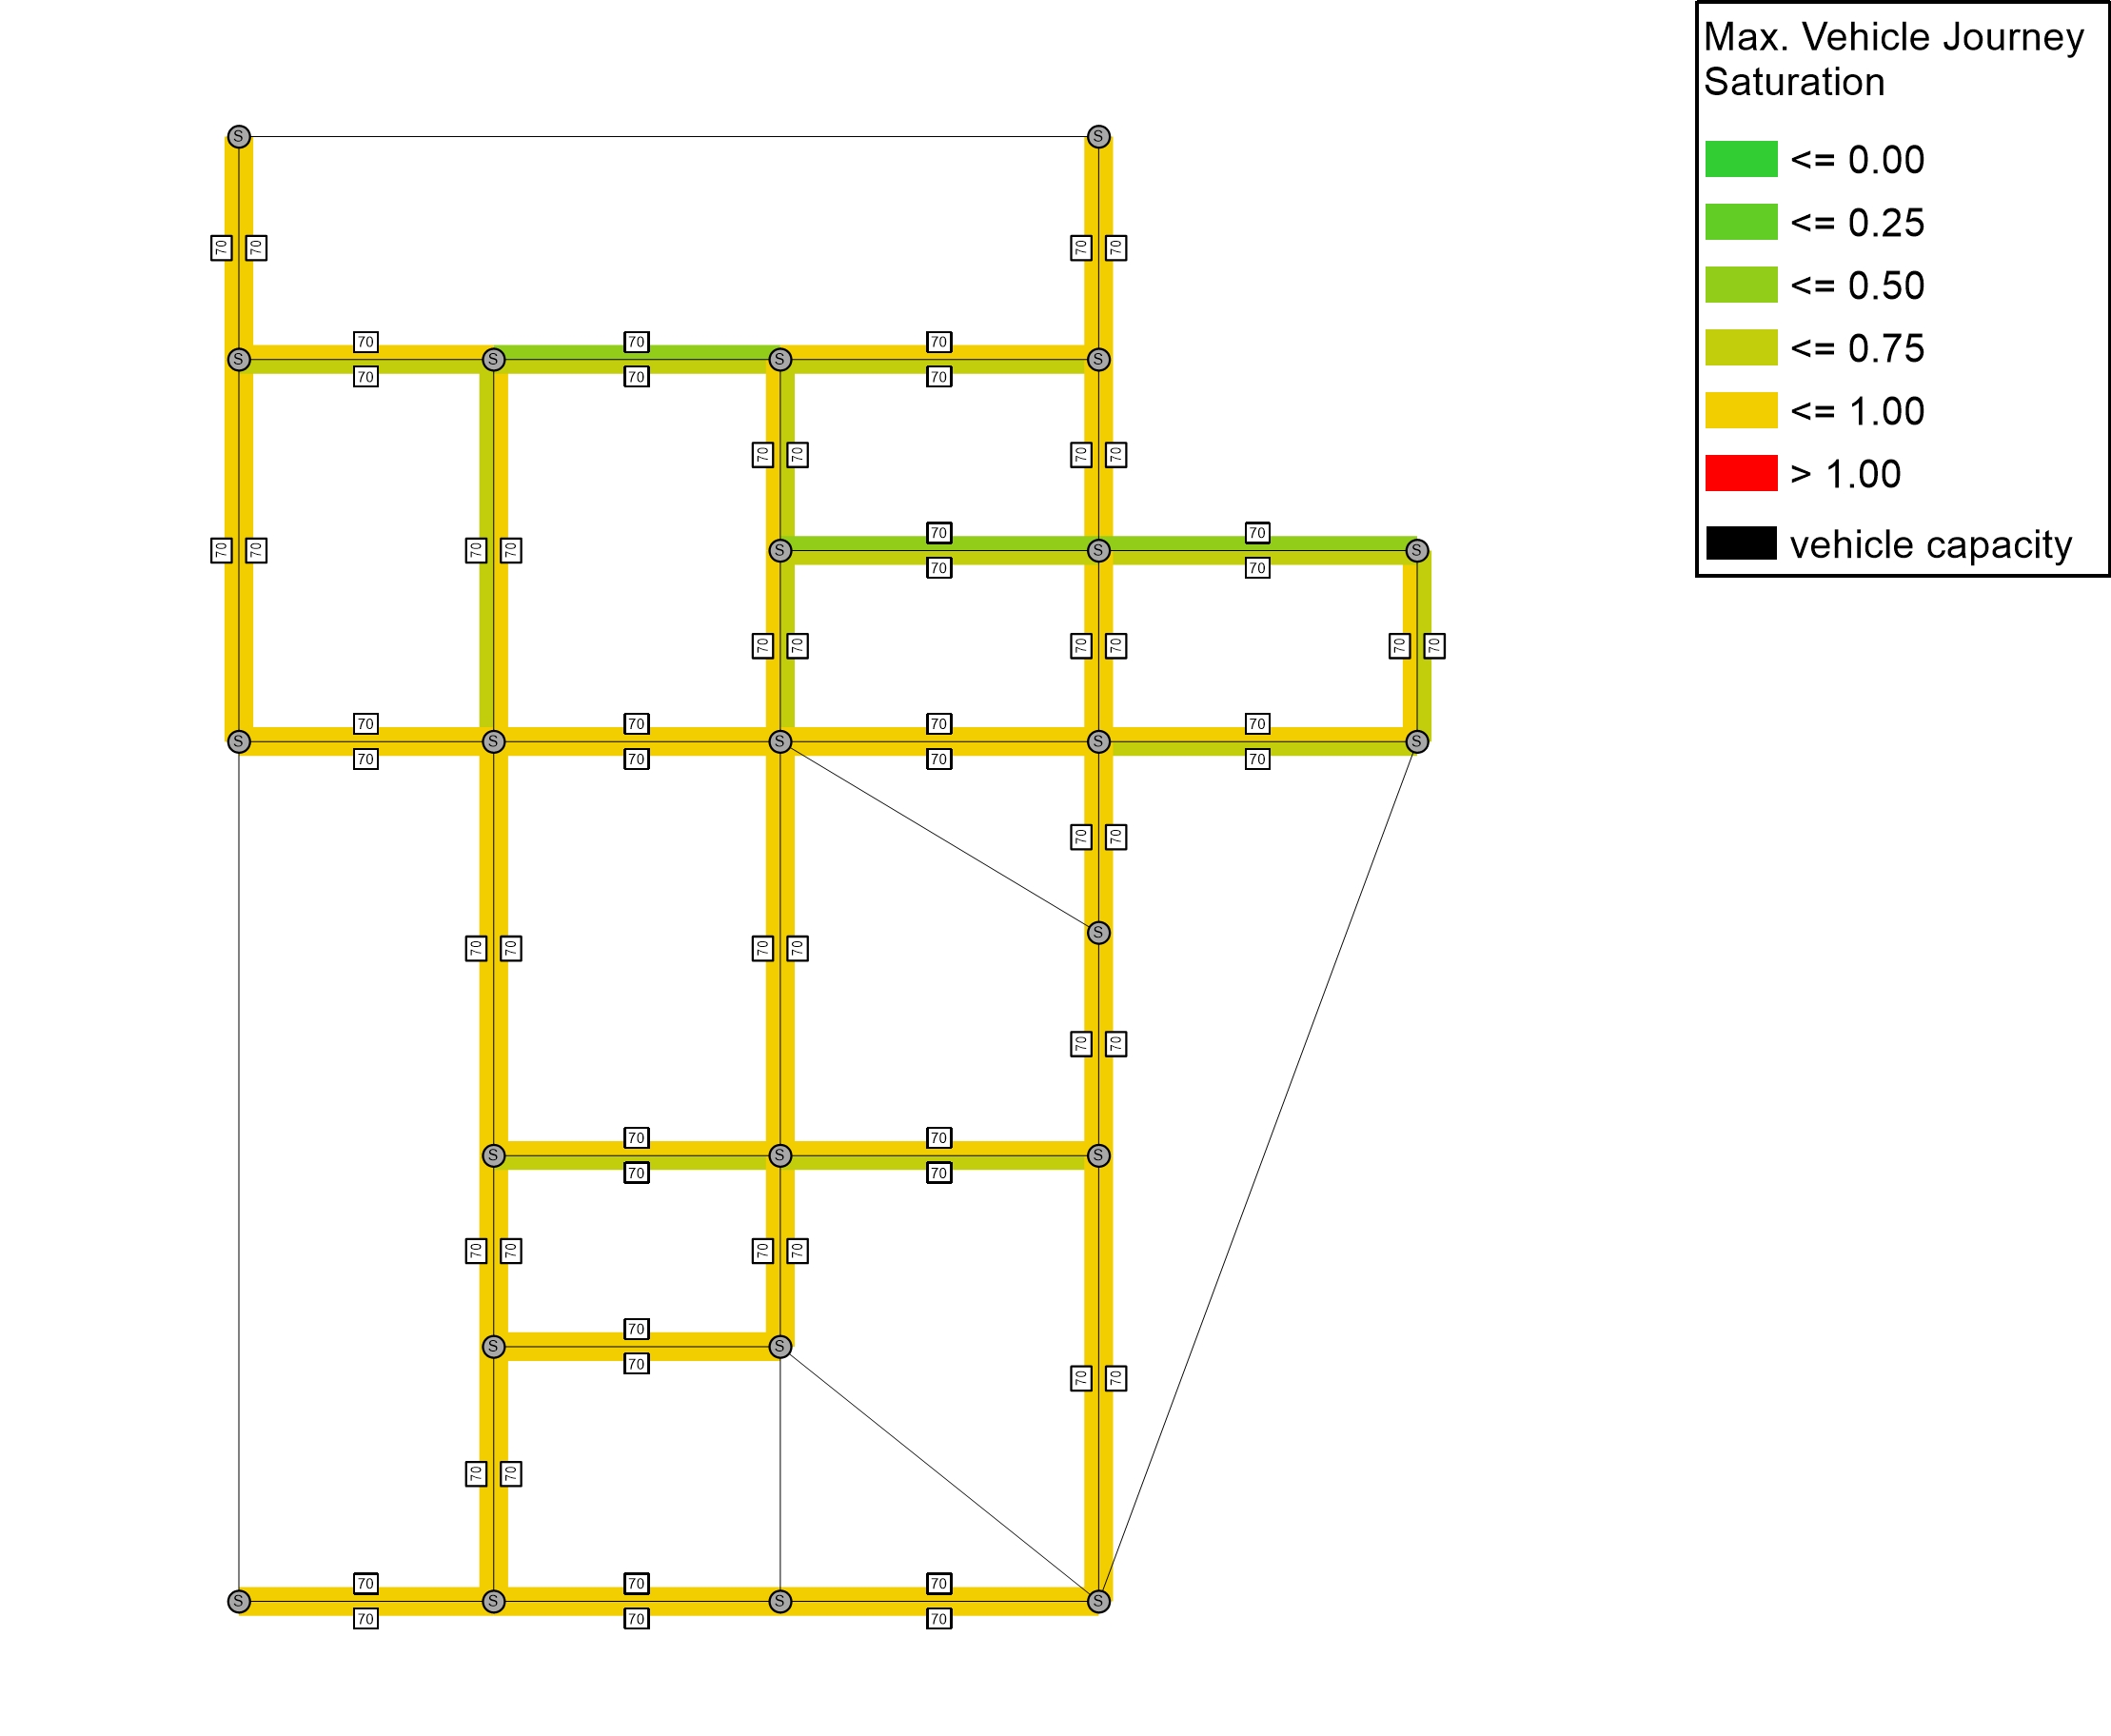 Max. Vehicle Journey
Saturation
<= 0.00
<= 0.25
<= 0.50
<= 0.75
<= 1.00
> 1.00
vehicle capacity
S S
70 70 70 70
70 70 70
S S S S
70 70 70
70 70 70 70
70 70
70 70 70 70 S S S
70 70
70 70 70 70 70 70
70 70 70 70
S S S S S
70 70 70 70
70 70
S
70 70 70 70
70 70
70 70
S S S
70 70
70 70 70 70
70
S S
70
70 70
70 70
70 70 70
S S S S
70 70 70